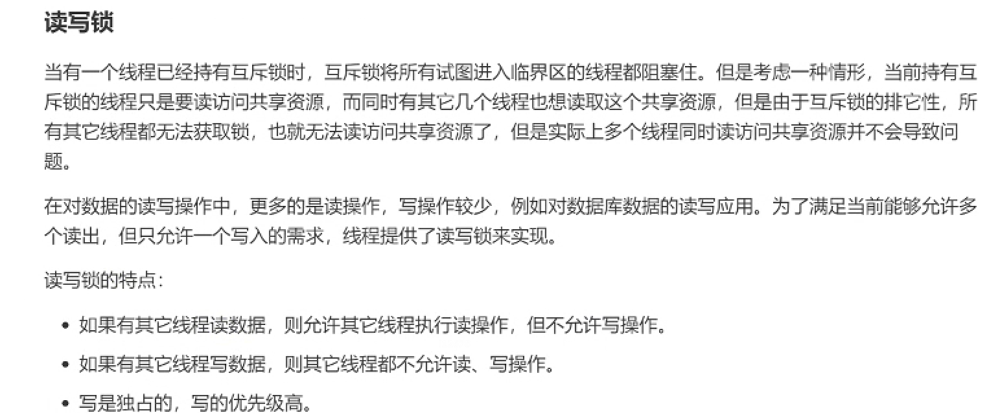 读写锁
当有一个线程已经持有互斥锁时，互斥锁将所有试图进入临界区的线程都阻塞住。但是考虑一种情形，当前持有互
斥锁的线程只是要读访问共享资源，而同时有其它几个线程也想读取这个共享资源，但是由于互斥锁的排它性，所
有其它线程都无法获取锁，也就无法读访问共享资源了，但是实际上多个线程同时读访问共享资源并不会导致问
题。
在对数据的读写操作中，更多的是读操作，写操作较少，例如对数据库数据的读写应用。为了满足当前能够允许多
个读出，但只允许一个写入的需求，线程提供了读写锁来实现。
读写锁的特点：
• 如果有其它线程读数据，则允许其它线程执行读操作，但不允许写操作。
• 如果有其它线程写数据，则其它线程都不允许读、写操作。
• 写是独占的，写的优先级高。